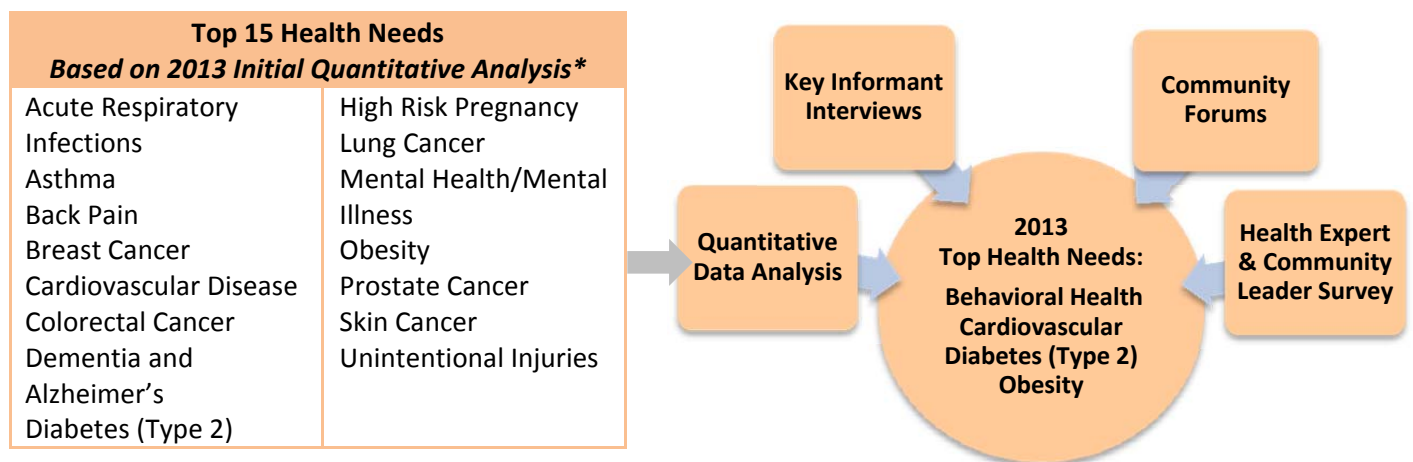 Top 15 Health Needs
Based on 2013 Initial Quantitative Analysis*
Acute Respiratory
Infections
Asthma
Back Pain
Breast Cancer
Cardiovascular Disease
Colorectal Cancer
Dementia and
Alzheimer’s
Diabetes (Type 2)
High Risk Pregnancy
Lung Cancer
Mental Health/Mental
Illness
Obesity
Prostate Cancer
Skin Cancer
Unintentional Injuries
Quantitative
Data Analysis
Key Informant
Interviews
Community
Forums
Health Expert
& Community
Leader Survey
2013
Top Health Needs:
Behavioral Health
Cardiovascular
Diabetes (Type 2)
Obesity